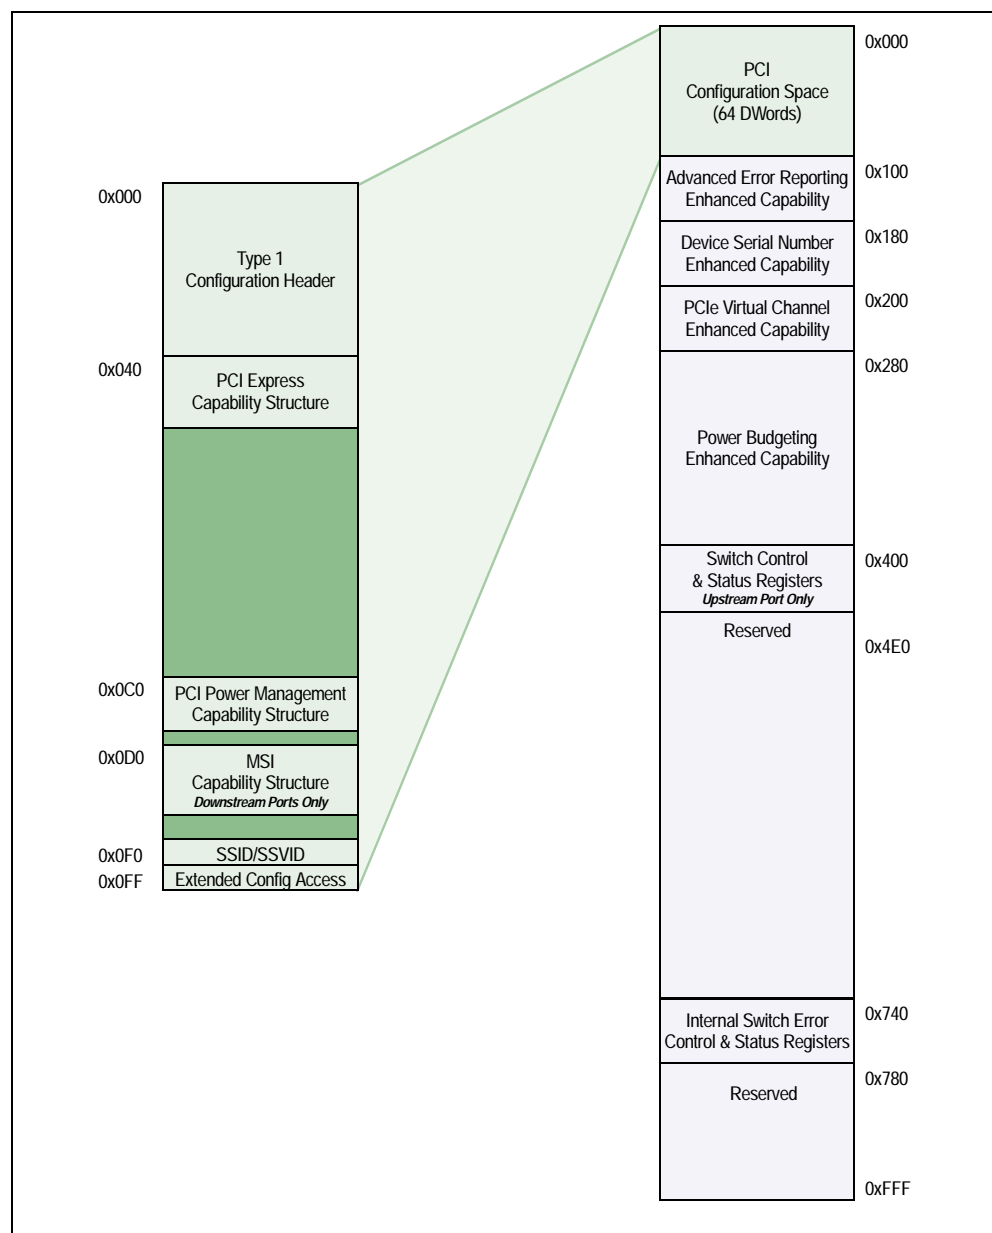 0x000
Type 1
Configuration Header
0x040
PCI Express
Capability Structure
0x0C0
PCI Power Management
Capability Structure
0x0D0
MSI
Capability Structure
Downstream Ports Only
0x0F0
SSID/SSVID
0x0FF
Extended Config Access
PCI
Configuration Space
(64 DWords)
0x000
Advanced Error Reporting
Enhanced Capability
0x100
Device Serial Number
Enhanced Capability
0x180
PCIe Virtual Channel
Enhanced Capability
0x200
Power Budgeting
Enhanced Capability
0x280
Switch Control
& Status Registers
Upstream Port Only
0x400
Reserved
0x4E0
Internal Switch Error
Control & Status Registers
0x740
Reserved
0x780
0xFFF